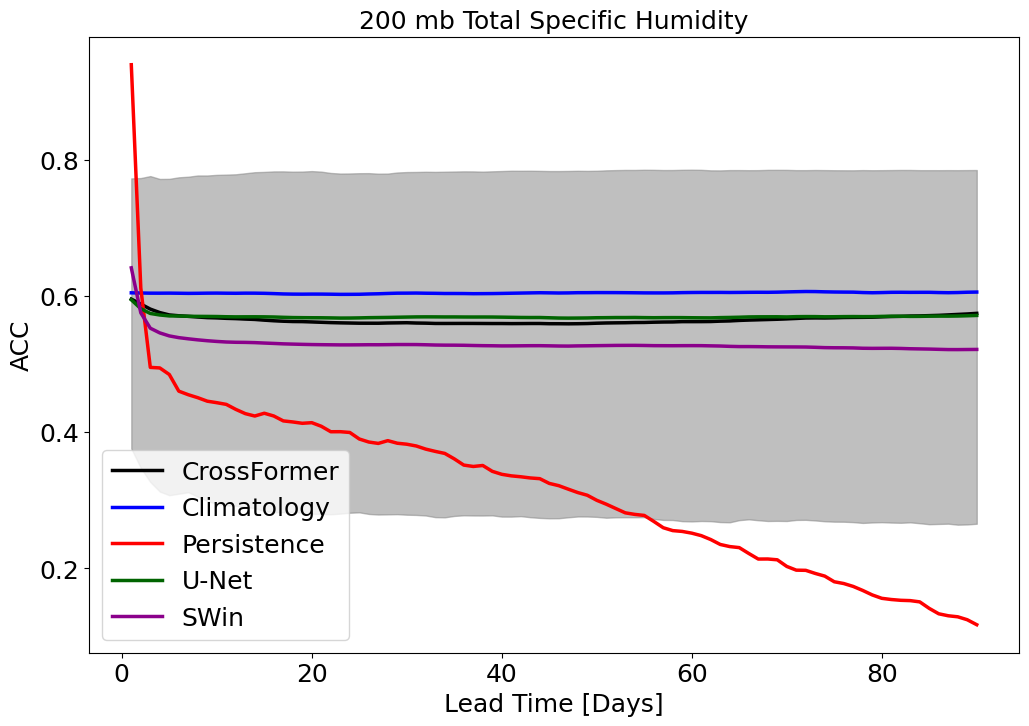 200 mb Total Specific Humidity
ACC
0.8
0.6
0.4
0.2
CrossFormer
Climatology
Persistence
U-Net
SWin
0 20 40 60 80
Lead Time [Days]